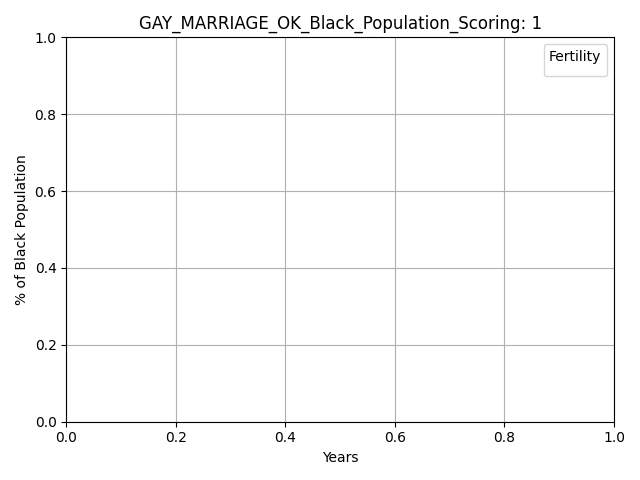 GAY_MARRIAGE_OK_Black_Population_Scoring: 1
Fertility
% of Black Population
1.0
0.8
0.6
0.4
0.2
0.0
0.0 0.2 0.4 0.6 0.8 1.0
Years